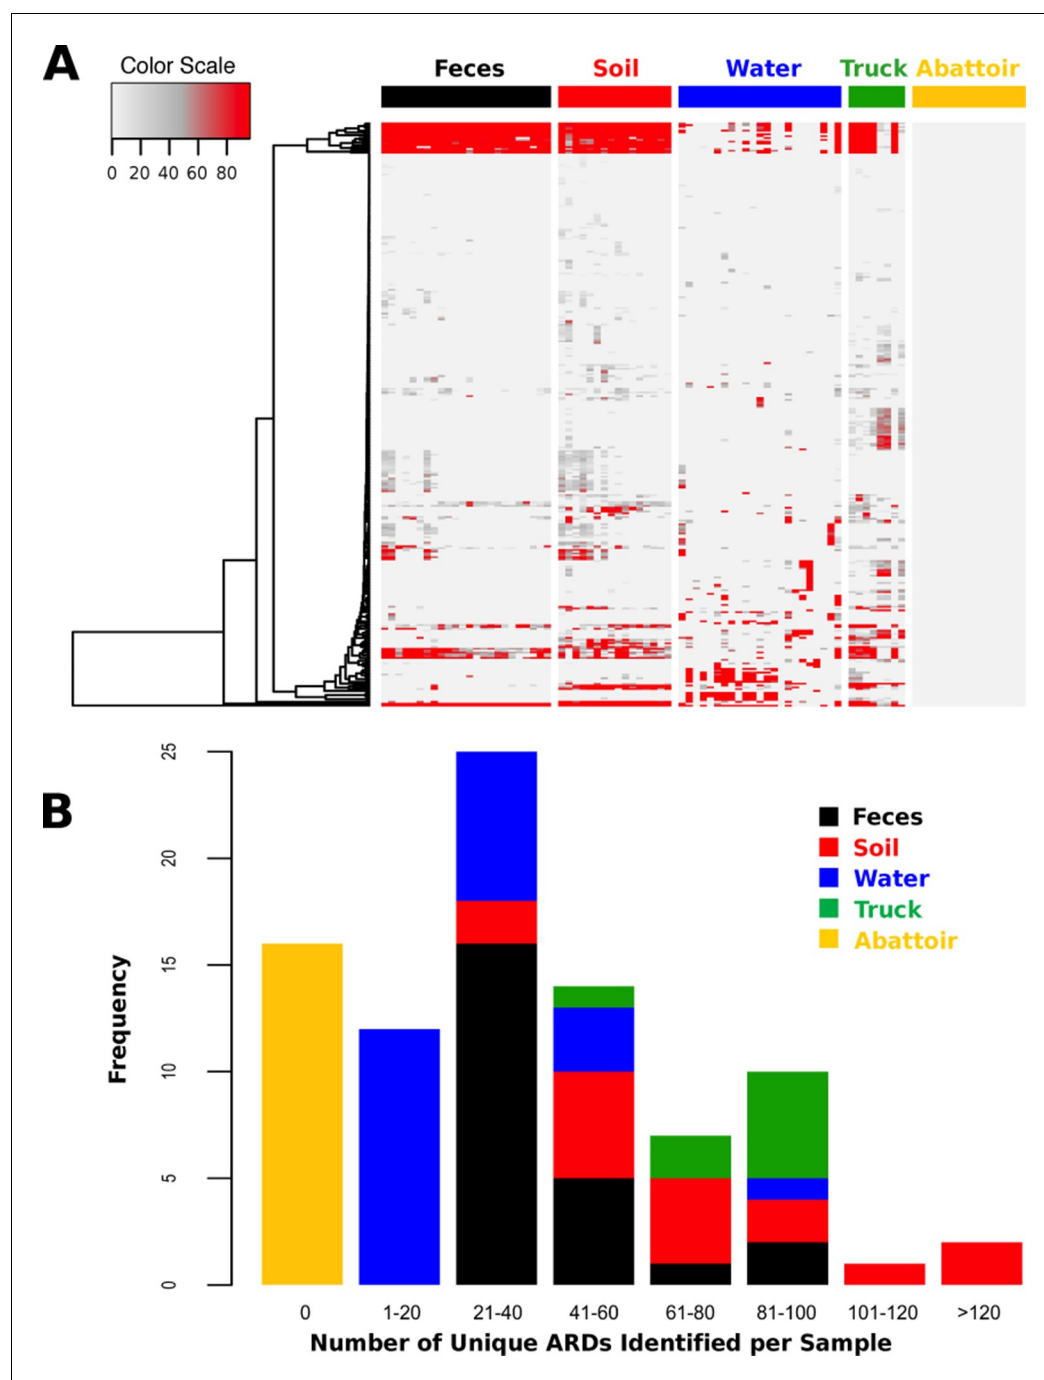 A
Color Scale
0 20 40 60 80
Feces Soil Water Truck Abattoir
B
Frequency
0 5 10 15 20 25
Feces
Soil
Water
Truck
Abattoir
0 1-20 21-40 41-60 61-80 81-100 101-120 >120
Number of Unique ARDs Identified per Sample